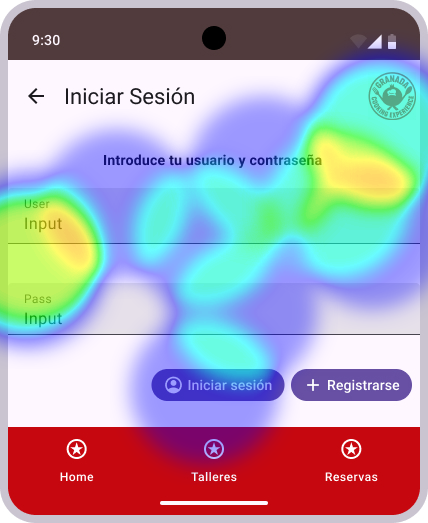 9:30
Iniciar Sesión
GRANADA
COOKING EXPERIENCE
Introduce tu usuario y contraseña
User
Input
Pass
Input
Iniciar sesión
Registrarse
Home
Talleres
Reservas